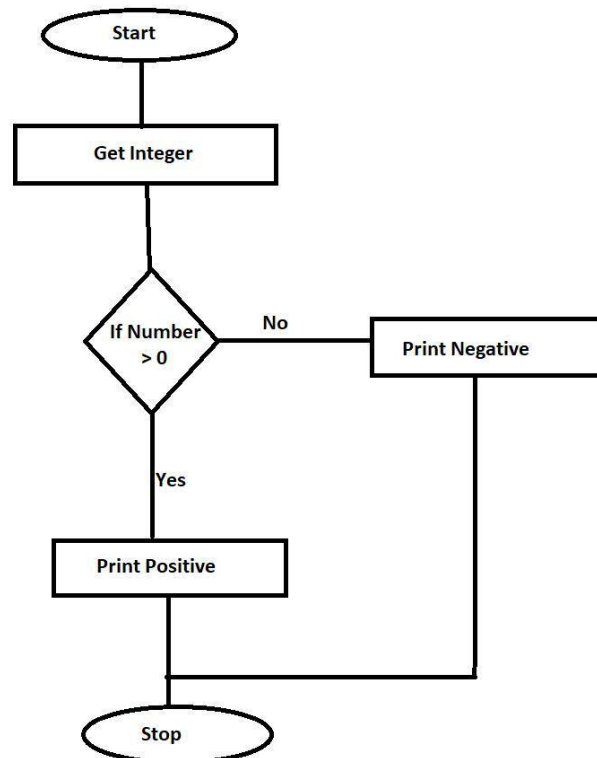 Start
Get Integer
If Number
> 0
No
Print Negative
Yes
Print Positive
Stop